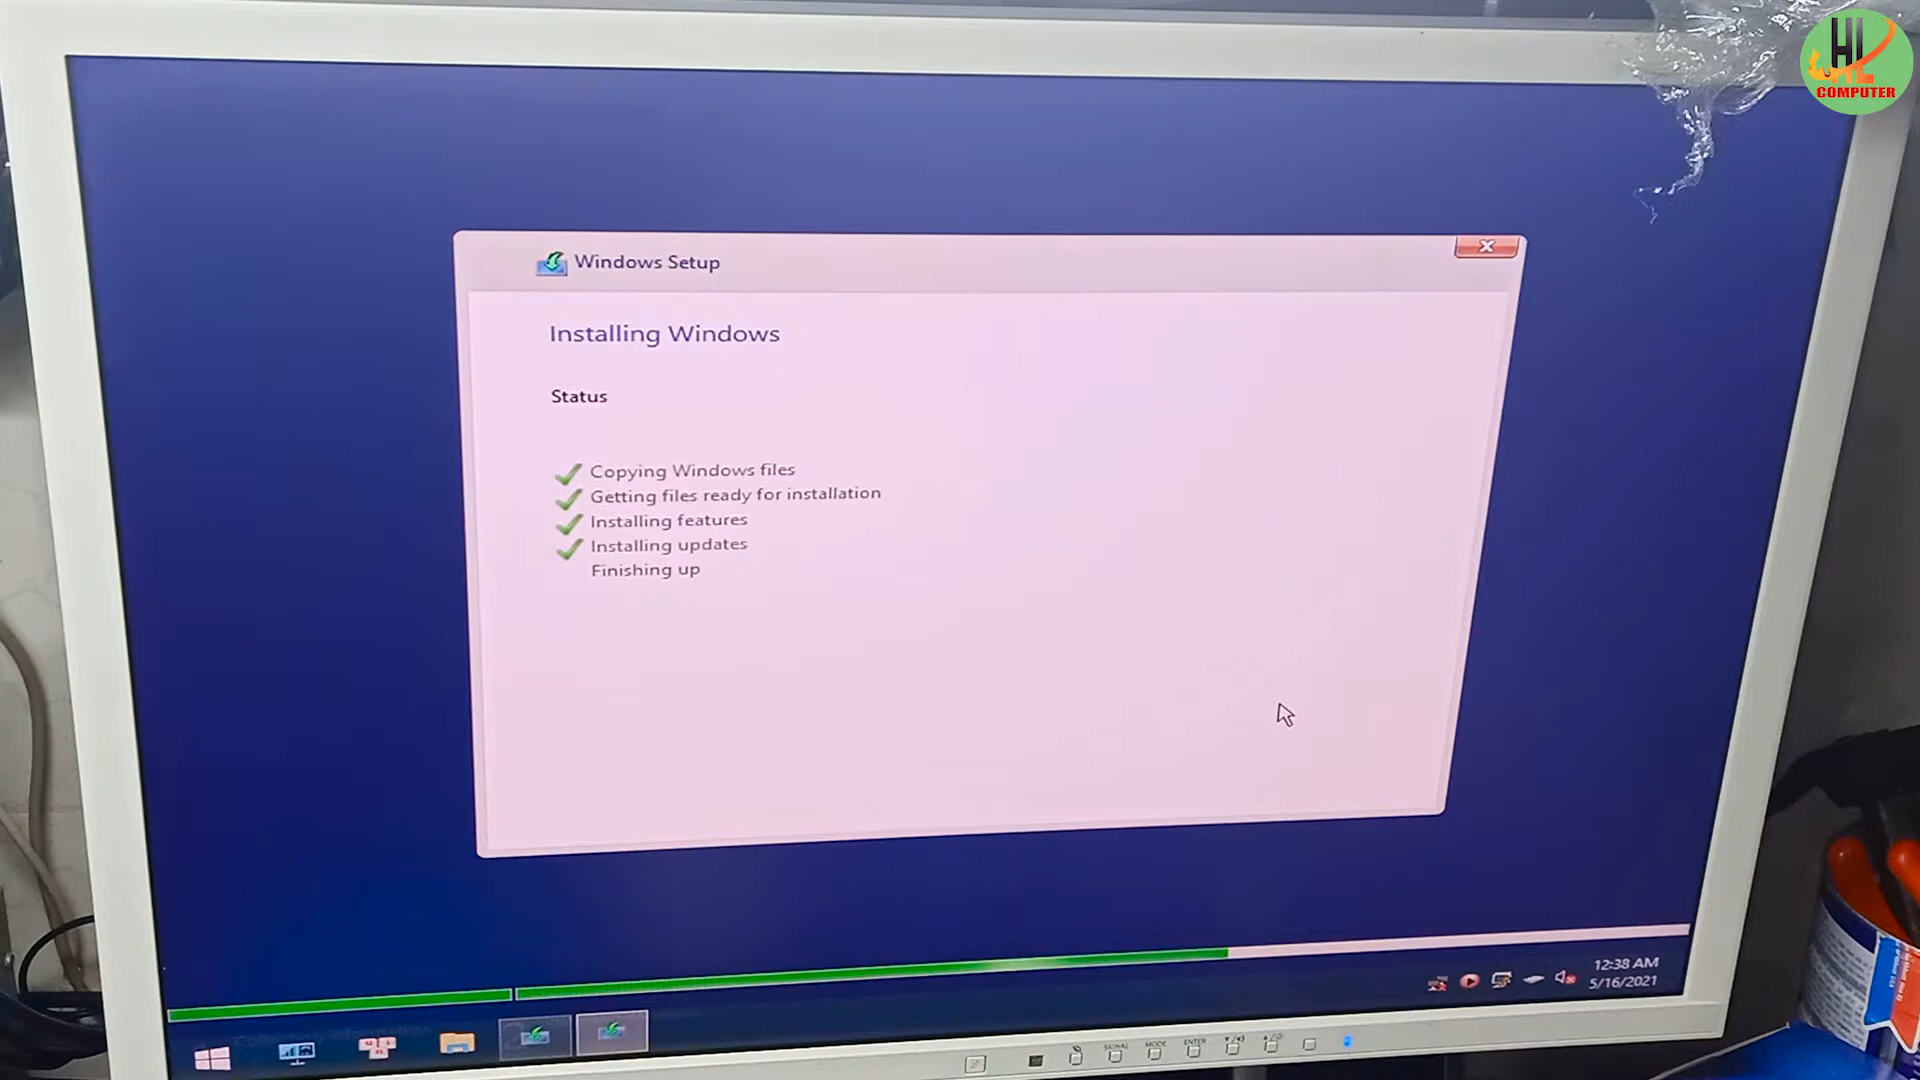 HL
COMPUTER
Windows Setup
Installing Windows
Status
Copying Windows files
Getting files ready for installation
Installing features
Installing updates
Finishing up
12:38 AM
5/16/2021
SIGNAL
MODE
ENTER